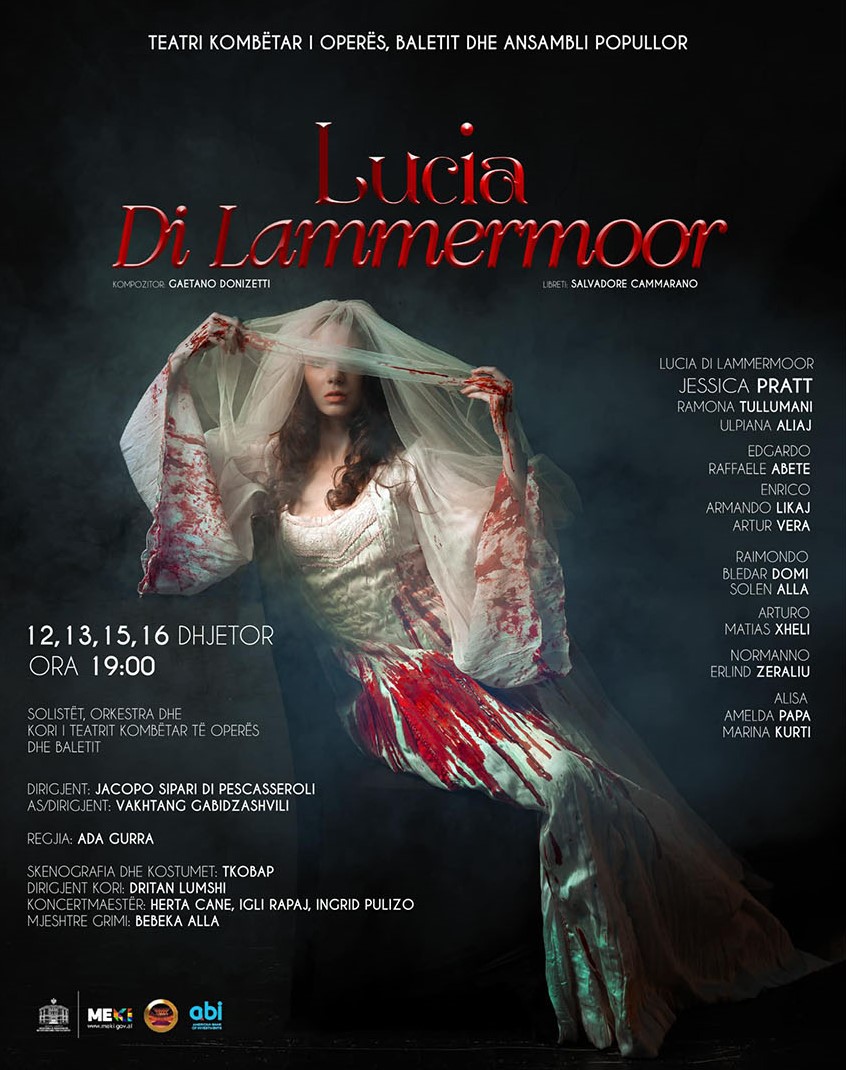 TEATRI KOMBËTAR I OPERËS, BALETIT DHE ANSAMBLI POPULLOR
Lucia
Di Lammermoor
KOMPOZITOR: GAETANO DONIZETTI
LIBRETI: SALVADORE CAMMARANO
LUCIA DI LAMMERMOOR
JESSICA PRATT
RAMONA TULLUMANI
ULPIANA ALIAJ
EDGARDO
RAFFAELE ABETE
ENRICO
ARMANDO LIKAJ
ARTUR VERA
RAIMONDO
BLEDAR DOMI
SOLEN ALLA
ARTURO
MATIAS XHELI
NORMANNO
ERLIND ZERALIU
ALISA
AMELDA PAPA
MARINA KURTI
12,13,15,16 DHJETOR
ORA 19:00
SOLISTËT, ORKESTRA DHE
KORI I TEATRIT KOMBËTAR TË OPERËS
DHE BALETIT
DIRIGJENT: JACOPO SIPARI DI PESCASSEROLI
AS/DIRIGJENT: VAKHTANG GABIDZASHVILI
REGJIA: ADA GURRA
SKENOGRAFIA DHE KOSTUMET: TKOBAP
DIRIGJENT KORI: DRITAN LUMSHI
KONCERTMAESTËR: HERTA CANE, IGLI RAPAJ, INGRID PULIZO
MJESHTRE GRIMI: BEBEKA ALLA
MEKI
www.meki.gov.al
abi
AMERICAN BANK
OF INVESTMENTS